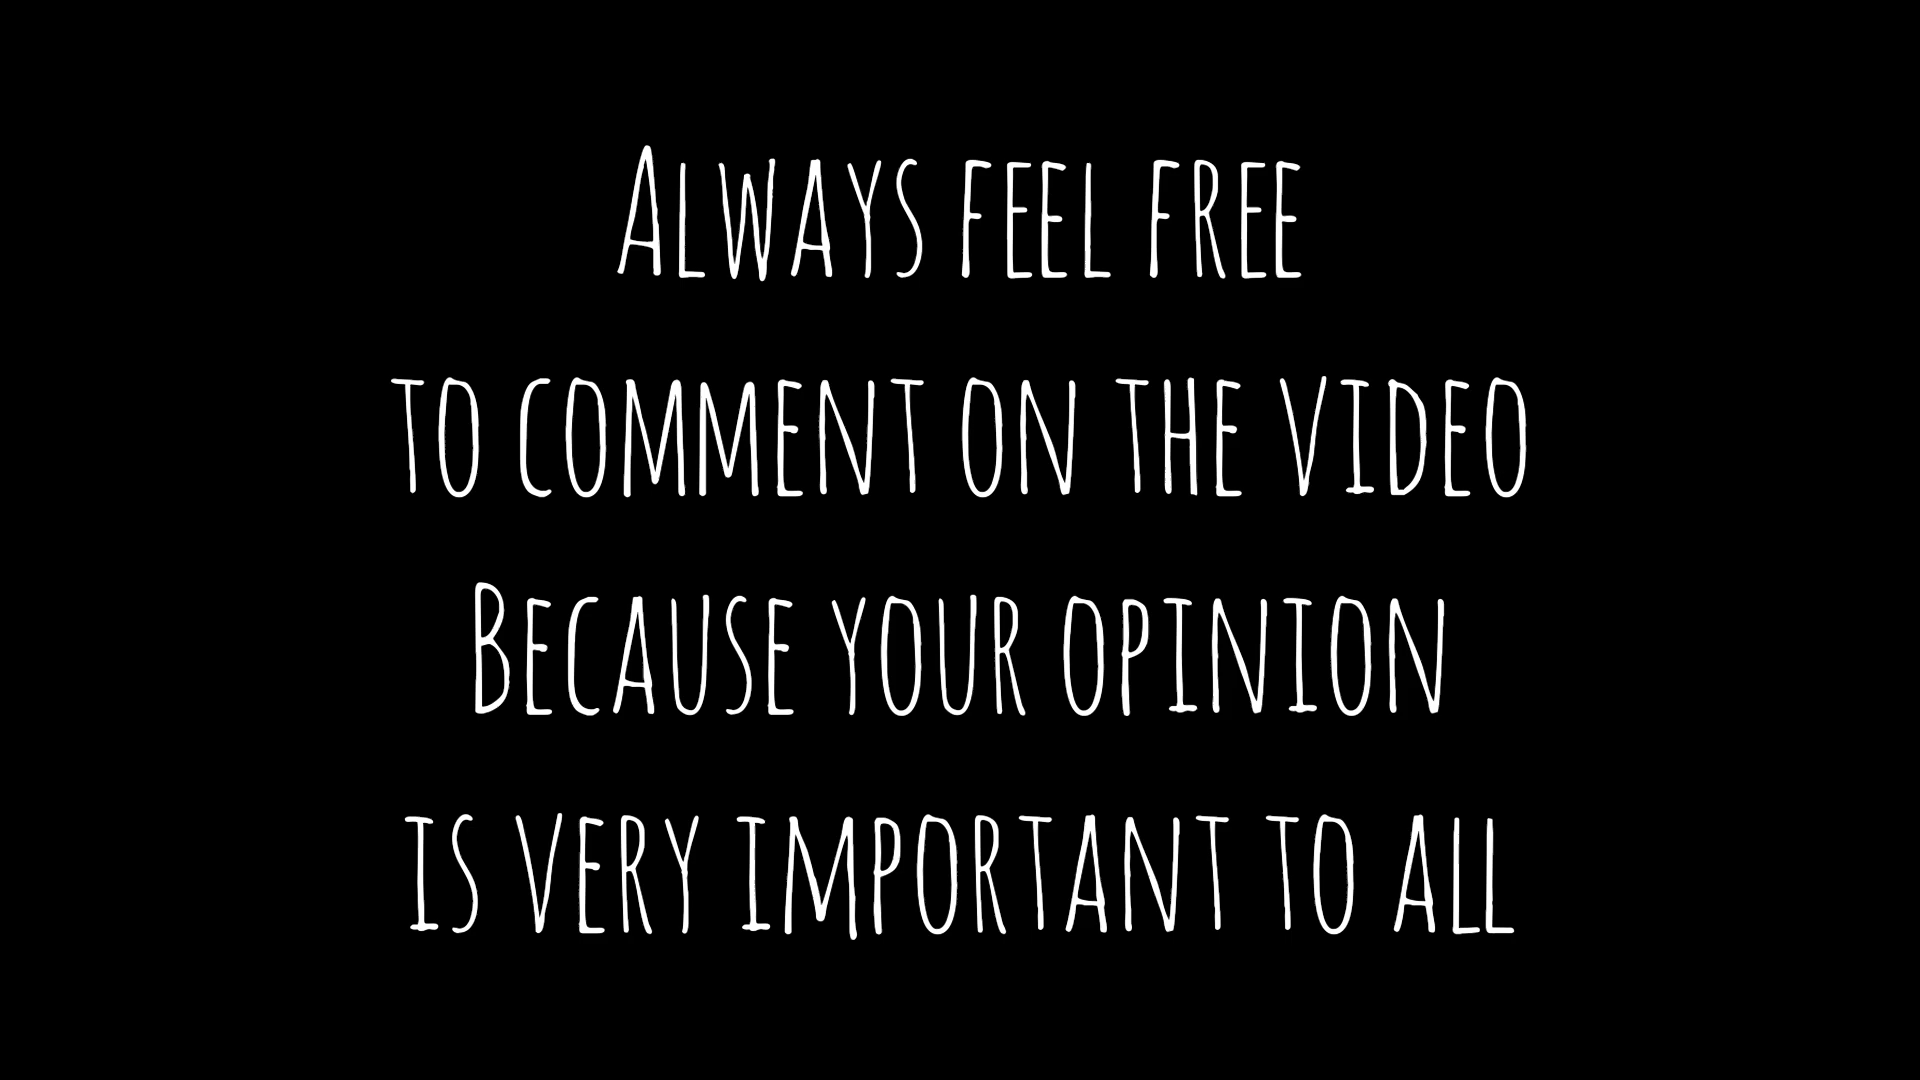 Always feel free
to comment on the video
Because your opinion
is very important to all